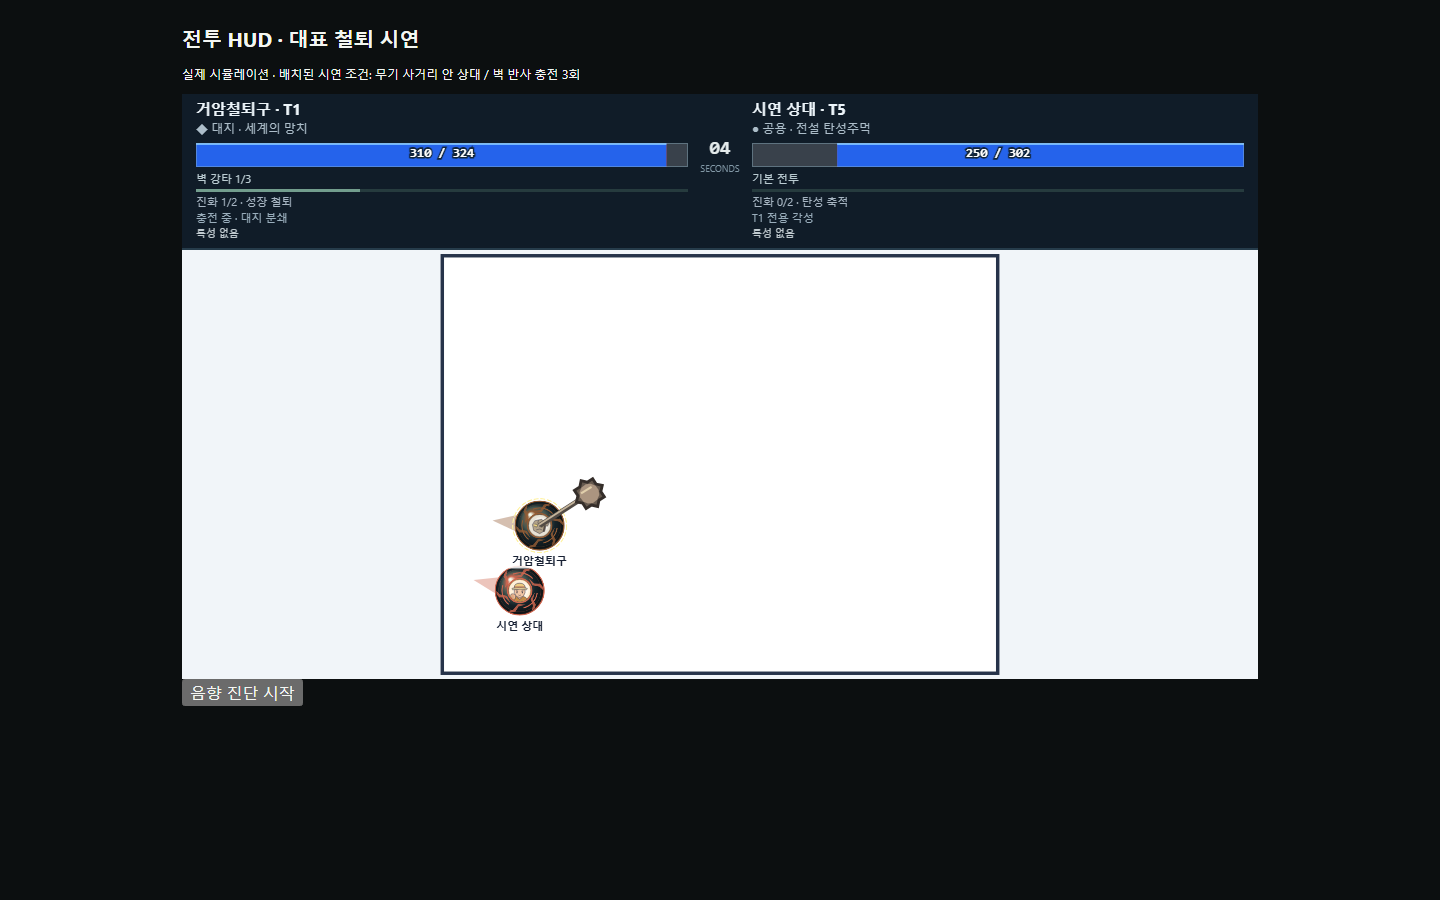 전투 HUD · 대표 철퇴 시연
실제 시뮬레이션 · 배치된 시연 조건: 무기 사거리 안 상대 / 벽 반사 충전 3회
거암철퇴구 · T1
◆ 대지 · 세계의 망치
310 / 324
벽 강타 1/3
진화 1/2 · 성장 철퇴
충전 중 · 대지 분쇄
특성 없음
04
SECONDS
시연 상대 · T5
● 공용 · 전설 탄성주먹
250 / 302
기본 전투
진화 0/2 · 탄성 축적
T1 전용 각성
특성 없음
거암철퇴구
시연 상대
음향 진단 시작